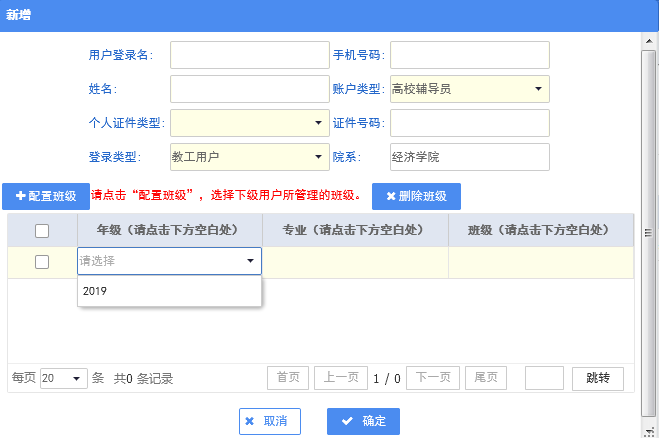 新增
用户登录名： 手机号码：
姓名： 账户类型： 高校辅导员
个人证件类型： 证件号码：
登录类型： 教工用户 院系： 经济学院
配置班级 请点击“配置班级”，选择下级用户所管理的班级。 删除班级
年级（请点击下方空白处） 专业（请点击下方空白处） 班级（请点击下方空白处）
请选择
2019
每页 20 条 共0 条记录 首页 上一页 1 / 0 下一页 尾页 跳转
取消 确定